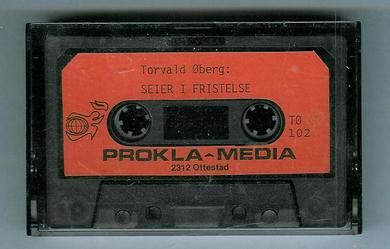 Torvald Øberg:
SEIER I FRISTELSE
TØ
102
PROKLA-MEDIA
2312 Ottestad